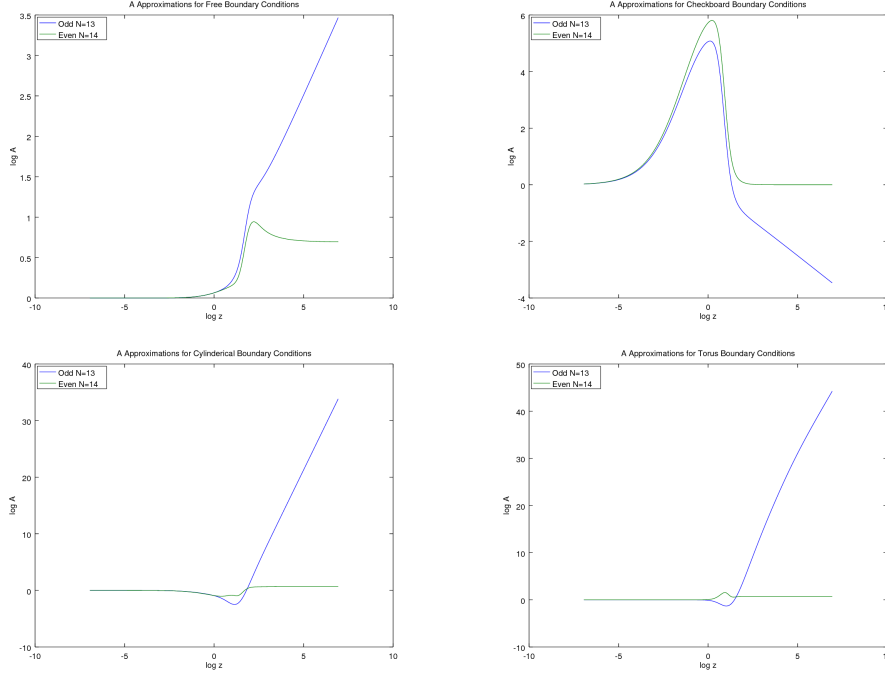 A Approximations for Free Boundary Conditions
3.5
Odd N=13
Even N=14
3
2.5
2
log A
1.5
1
0.5
0
-10
-5
0
5
10
log z
A Approximations for Checkboard Boundary Conditions
6
Odd N=13
Even N=14
4
2
log A
0
-2
-4
-10
-5
0
5
log z
A Approximations for Cylinderical Boundary Conditions
40
Odd N=13
Even N=14
30
20
log A
10
0
-10
-10
-5
0
5
10
log z
A Approximations for Torus Boundary Conditions
50
Odd N=13
Even N=14
40
30
20
log A
10
0
-10
-10
-5
0
5
log z